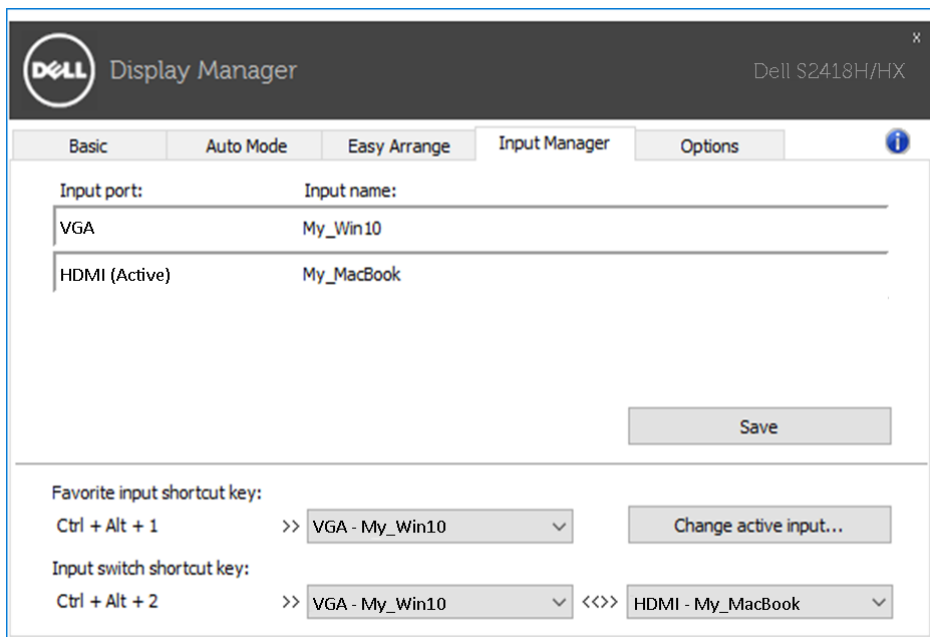 x
DELL Display Manager Dell S2418H/HX
Basic Auto Mode Easy Arrange Input Manager Options i
Input port: Input name:
VGA My_Win10
HDMI (Active) My_MacBook
Save
Favorite input shortcut key:
Ctrl + Alt + 1 >> VGA - My_Win10 Change active input...
Input switch shortcut key:
Ctrl + Alt + 2 >> VGA - My_Win10 <<>> HDMI - My_MacBook